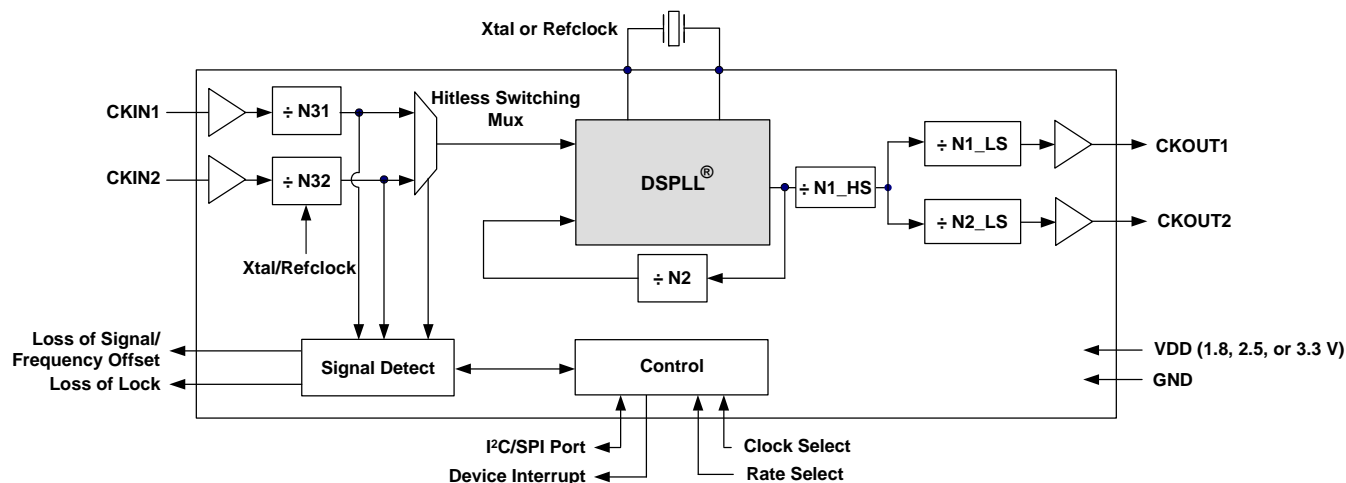 Xtal or Refclock
CKIN1
÷ N31
Hitless Switching
Mux
CKIN2
÷ N32
DSPLL®
÷ N1_HS
÷ N1_LS
CKOUT1
÷ N2_LS
CKOUT2
Xtal/Refclock
÷ N2
Loss of Signal/
Frequency Offset
Loss of Lock
Signal Detect
Control
VDD (1.8, 2.5, or 3.3 V)
GND
I²C/SPI Port
Clock Select
Device Interrupt
Rate Select